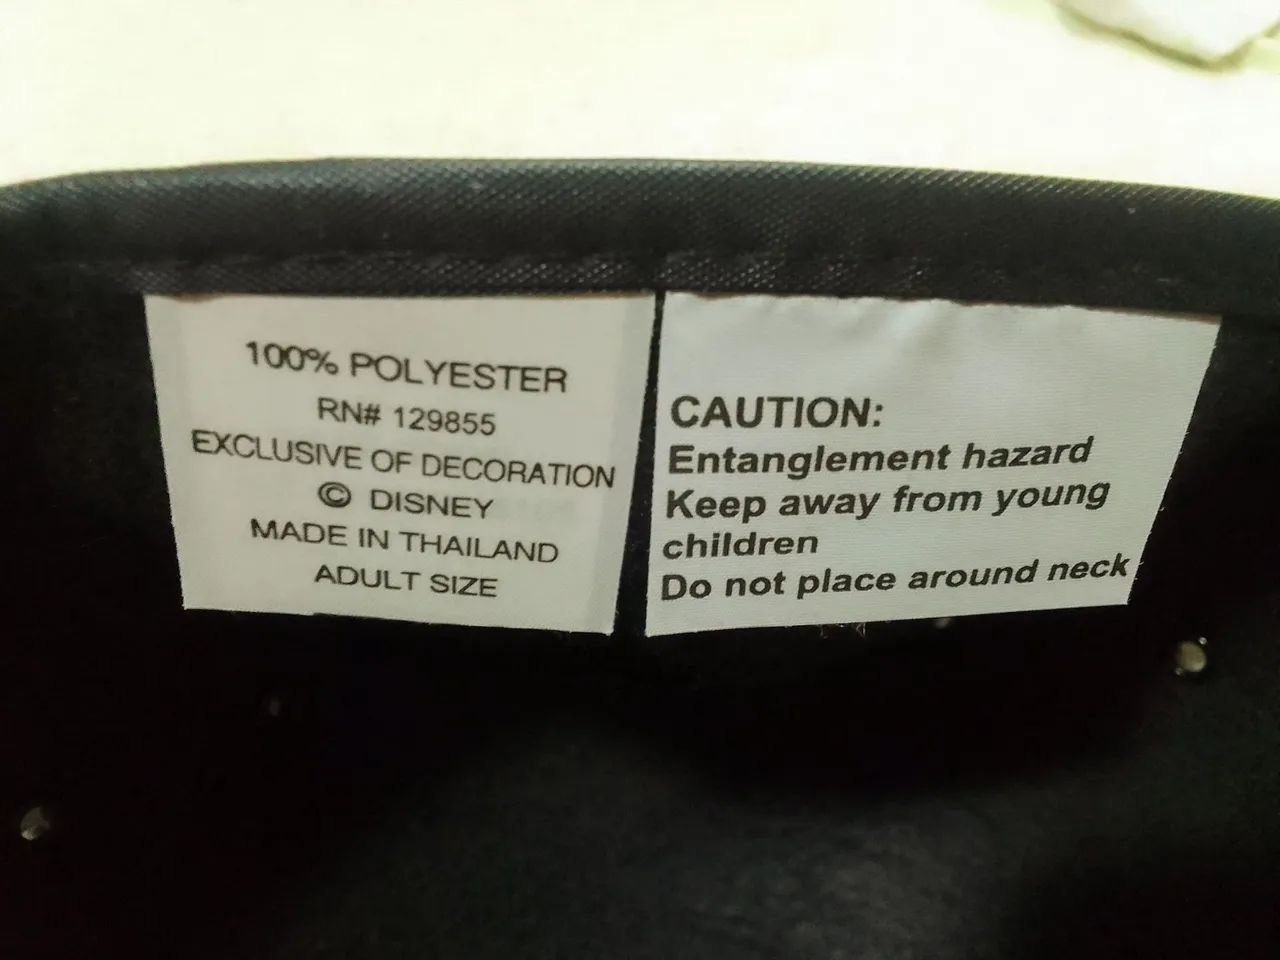 100% POLYESTER
RN# 129855
EXCLUSIVE OF DECORATION
© DISNEY
MADE IN THAILAND
ADULT SIZE
CAUTION:
Entanglement hazard
Keep away from young
children
Do not place around neck